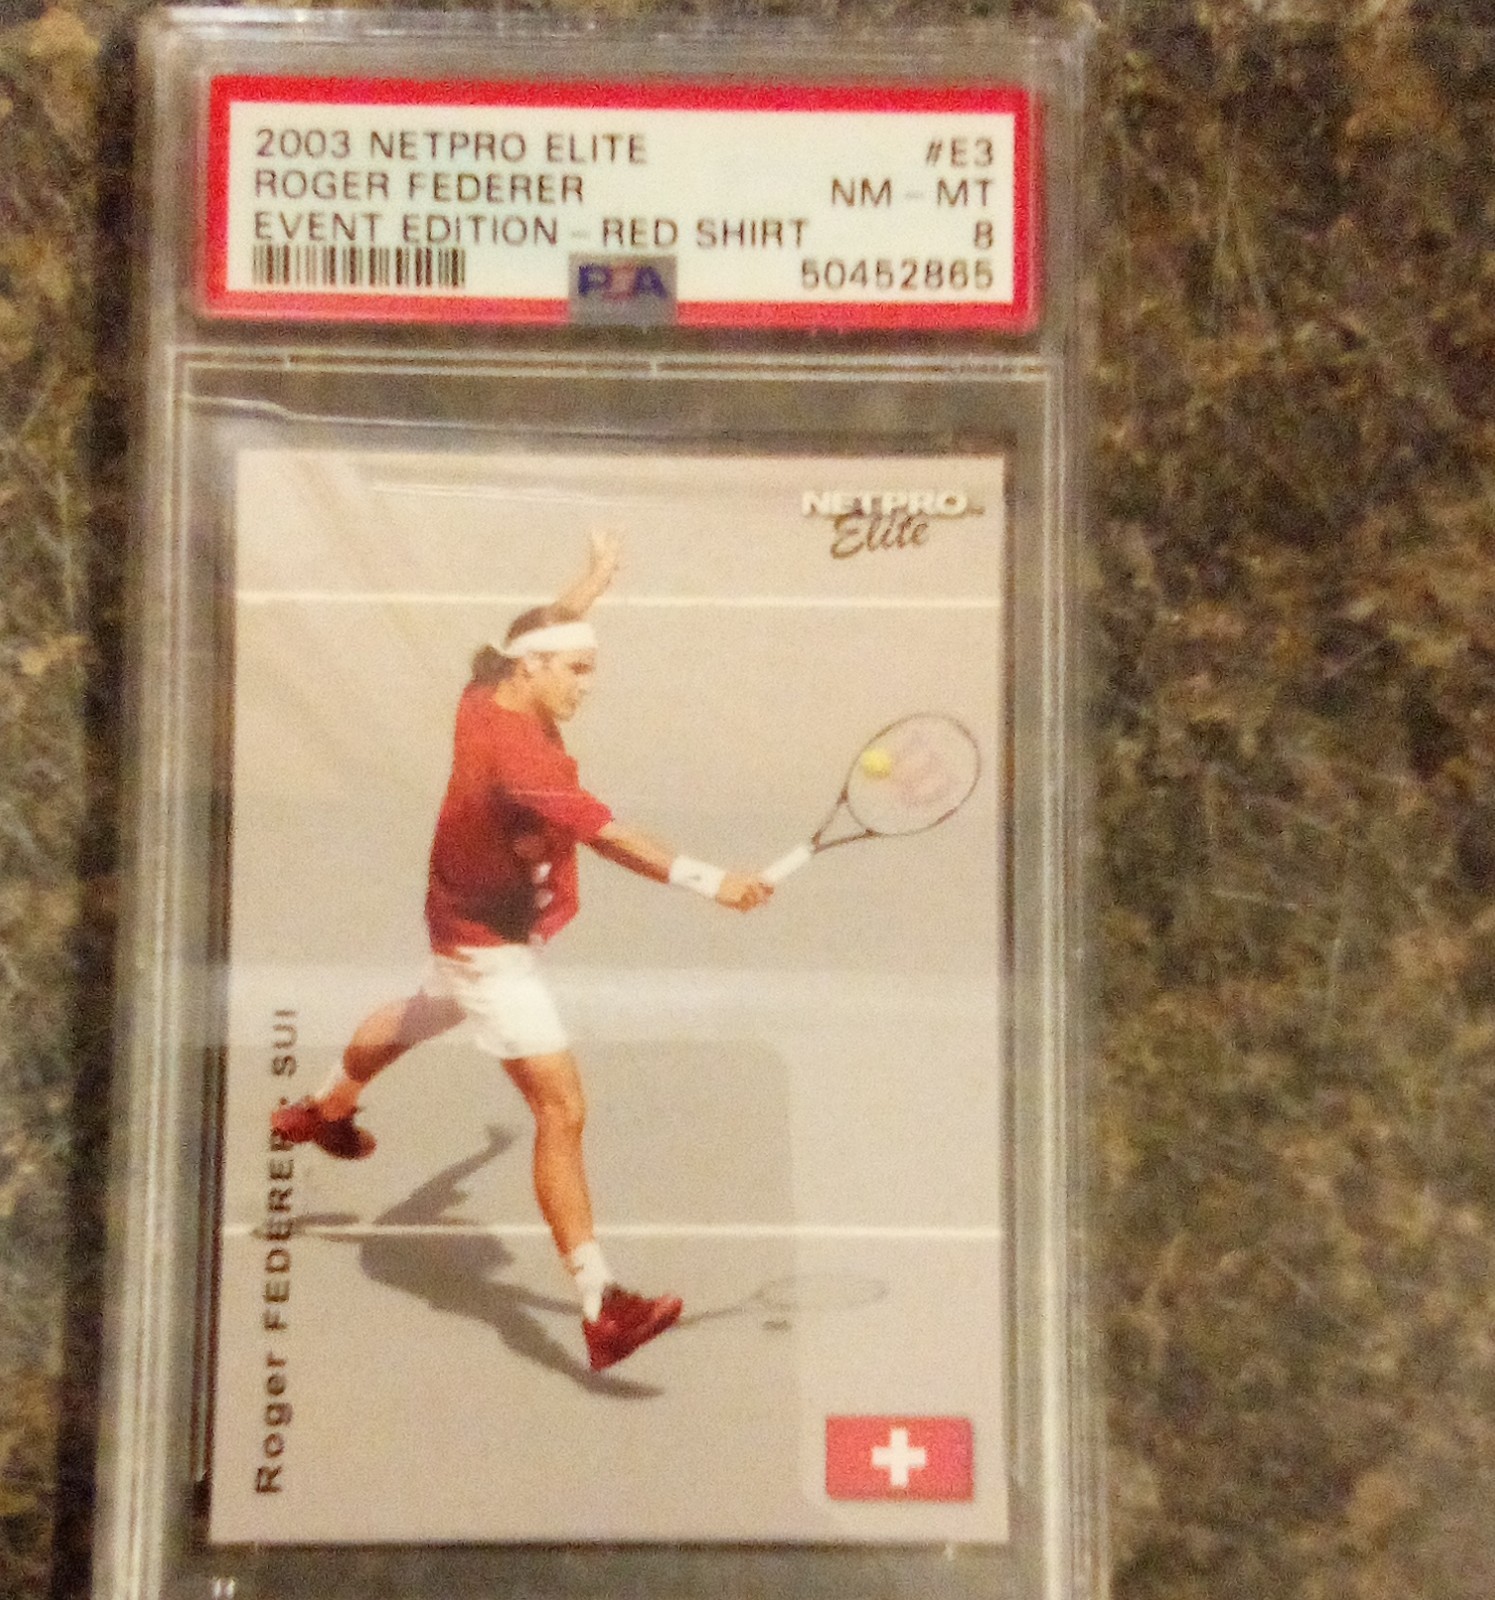 2003 NETPRO ELITE #E3
ROGER FEDERER NM - MT
EVENT EDITION - RED SHIRT 8
PSA 50452865
NETPRO™
Elite
Roger FEDERER · SUI